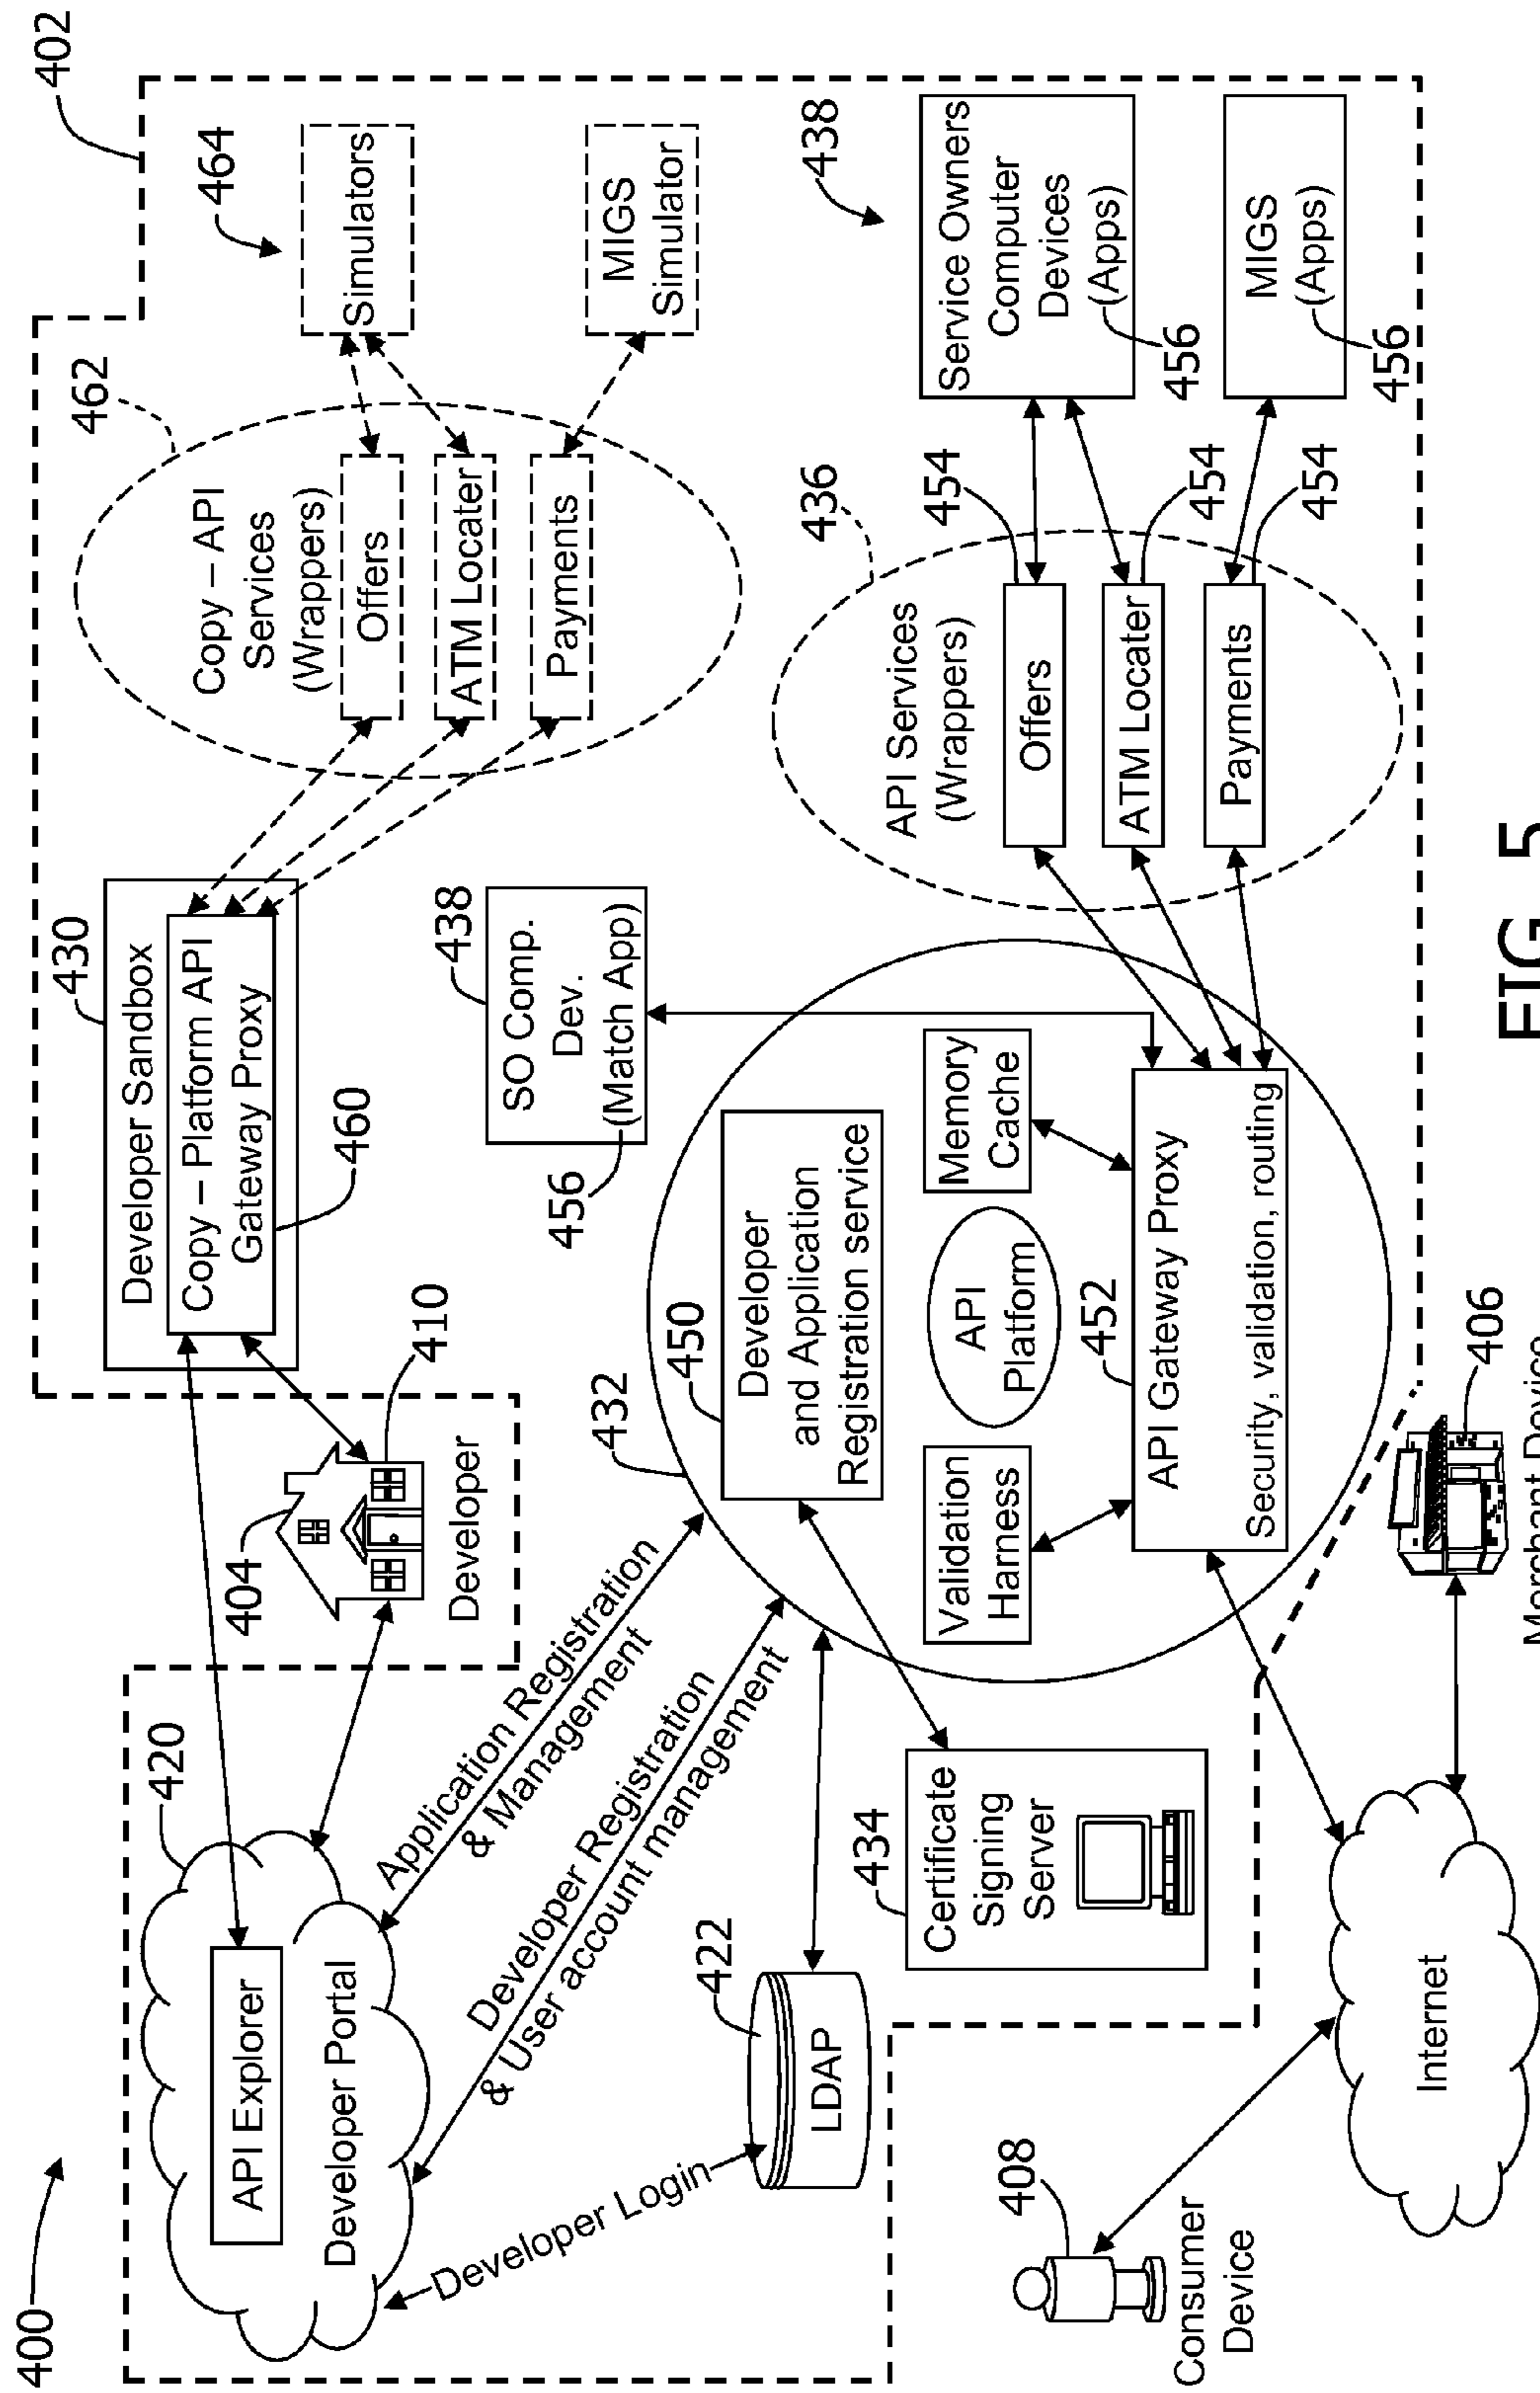 400
402
420
API Explorer
Developer Portal
404
410
Developer
430
Developer Sandbox
Copy – Platform API
Gateway Proxy
460
462
Copy – API
Services
(Wrappers)
Offers
ATM Locater
Payments
464
Simulators
MIGS
Simulator
Application Registration
& Management
Developer Registration
& User account management
Developer Login
422
LDAP
434
Certificate
Signing
Server
432
450
Developer
and Application
Registration service
438
SO Comp.
Dev.
(Match App)
456
Validation
Harness
API
Platform
Memory
Cache
452
API Gateway Proxy
Security, validation, routing
436
API Services
(Wrappers)
Offers
454
ATM Locater
454
Payments
454
438
Service Owners
Computer
Devices
(Apps)
456
MIGS
(Apps)
456
408
Consumer
Device
Internet
406
Merchant Device
FIG. 5